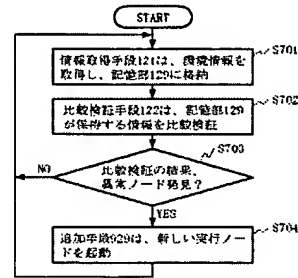 START
S701
情報取得手段121は、環境情報を
取得し、記憶部129に格納
S702
比較検証手段122は、記憶部129
が保持する情報を比較検証
S703
比較検証の結果、
異常ノード発見?
NO
YES
S704
追加手段929は、新しい実行ノード
を起動